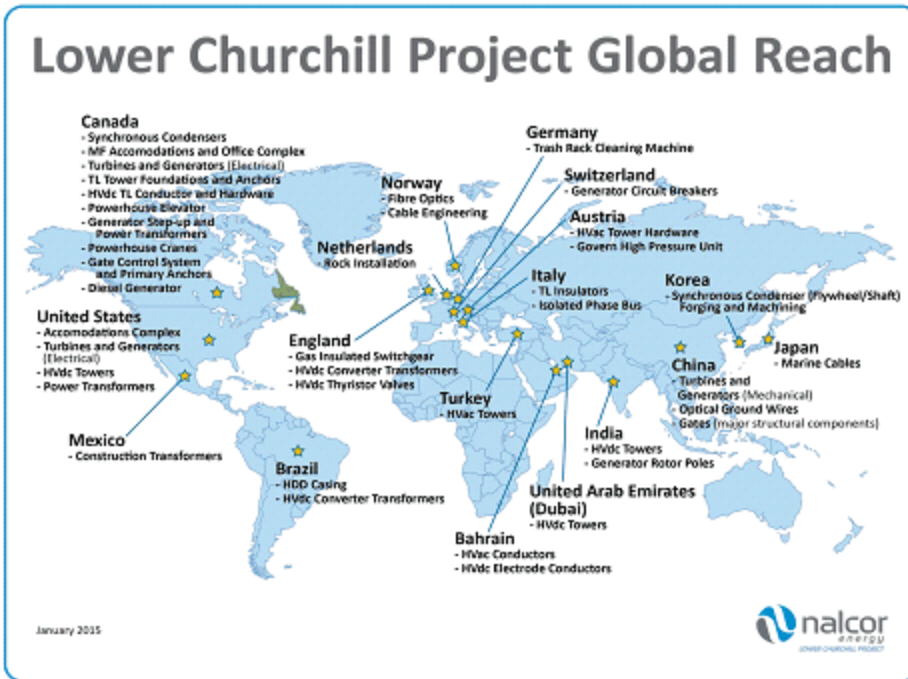 Lower Churchill Project Global Reach
Canada
- Synchronous Condensers
- MF Accomodations and Office Complex
- Turbines and Generators (Electrical)
- TL Tower Foundations and Anchors
- HVdc TL Conductor and Hardware
- Powerhouse Elevator
- Generator Step-up and
Power Transformers
- Powerhouse Cranes
- Gate Control System
and Primary Anchors
- Diesel Generator
United States
- Accomodations Complex
- Turbines and Generators
(Electrical)
- HVdc Towers
- Power Transformers
Mexico
- Construction Transformers
Brazil
- HDD Casing
- HVdc Converter Transformers
Norway
- Fibre Optics
- Cable Engineering
Netherlands
- Rock Installation
England
- Gas Insulated Switchgear
- HVdc Converter Transformers
- HVdc Thyristor Valves
Germany
- Trash Rack Cleaning Machine
Switzerland
- Generator Circuit Breakers
Austria
- HVac Tower Hardware
- Govern High Pressure Unit
Italy
- TL Insulators
- Isolated Phase Bus
Turkey
- HVac Towers
Bahrain
- HVac Conductors
- HVdc Electrode Conductors
United Arab Emirates
(Dubai)
- HVdc Towers
India
- HVdc Towers
- Generator Rotor Poles
Korea
- Synchronous Condenser (Flywheel/Shaft)
Forging and Machining
Japan
- Marine Cables
China
- Turbines and
Generators (Mechanical)
- Optical Ground Wires
- Gates (major structural components)
January 2015
nalcor
energy
LOWER CHURCHILL PROJECT